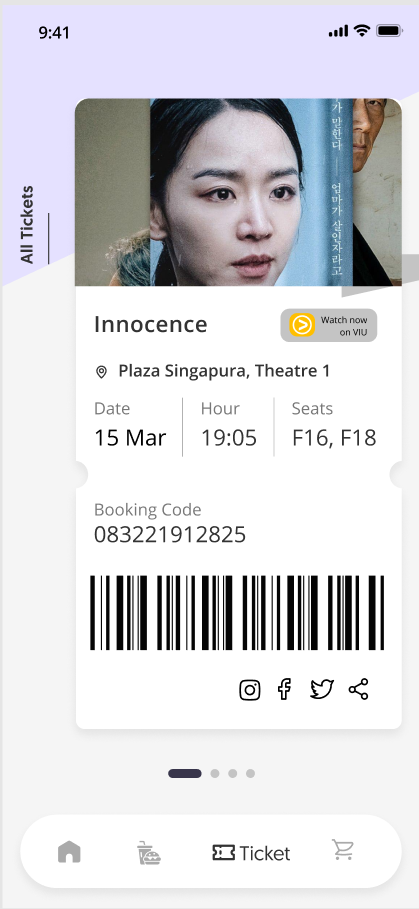 9:41
All Tickets
가 말한다
엄마가 살인자라고
Innocence
Watch now
on VIU
Plaza Singapura, Theatre 1
Date
Hour
Seats
15 Mar
19:05
F16, F18
Booking Code
083221912825
Ticket